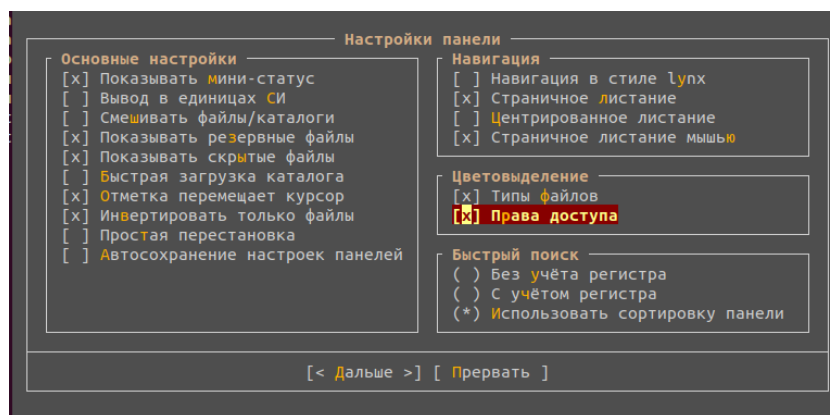 Настройки панели
Основные настройки
[x] Показывать мини-статус
[ ] Вывод в единицах СИ
[ ] Смешивать файлы/каталоги
[x] Показывать резервные файлы
[x] Показывать скрытые файлы
[ ] Быстрая загрузка каталога
[x] Отметка перемещает курсор
[x] Инвертировать только файлы
[ ] Простая перестановка
[ ] Автосохранение настроек панелей
Навигация
[ ] Навигация в стиле lynx
[x] Страничное листание
[ ] Центрированное листание
[x] Страничное листание мышью
Цветовыделение
[x] Типы файлов
[x] Права доступа
Быстрый поиск
( ) Без учёта регистра
( ) С учётом регистра
(*) Использовать сортировку панели
[< Дальше >] [ Прервать ]